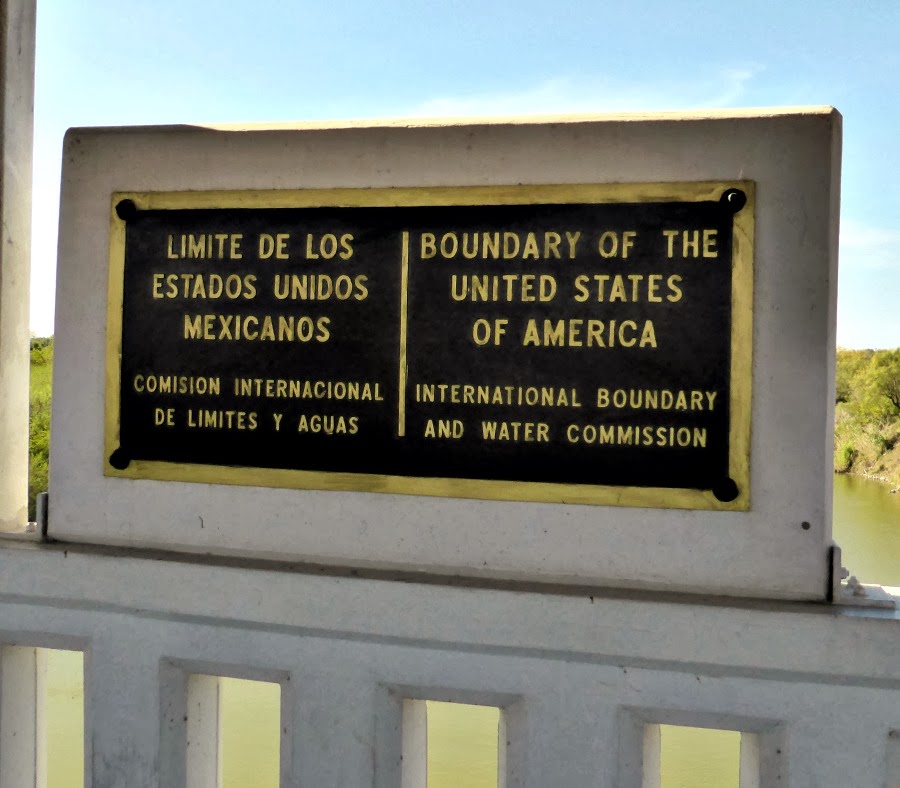 LIMITE DE LOS
ESTADOS UNIDOS
MEXICANOS
COMISION INTERNACIONAL
DE LIMITES Y AGUAS
BOUNDARY OF THE
UNITED STATES
OF AMERICA
INTERNATIONAL BOUNDARY
AND WATER COMMISSION